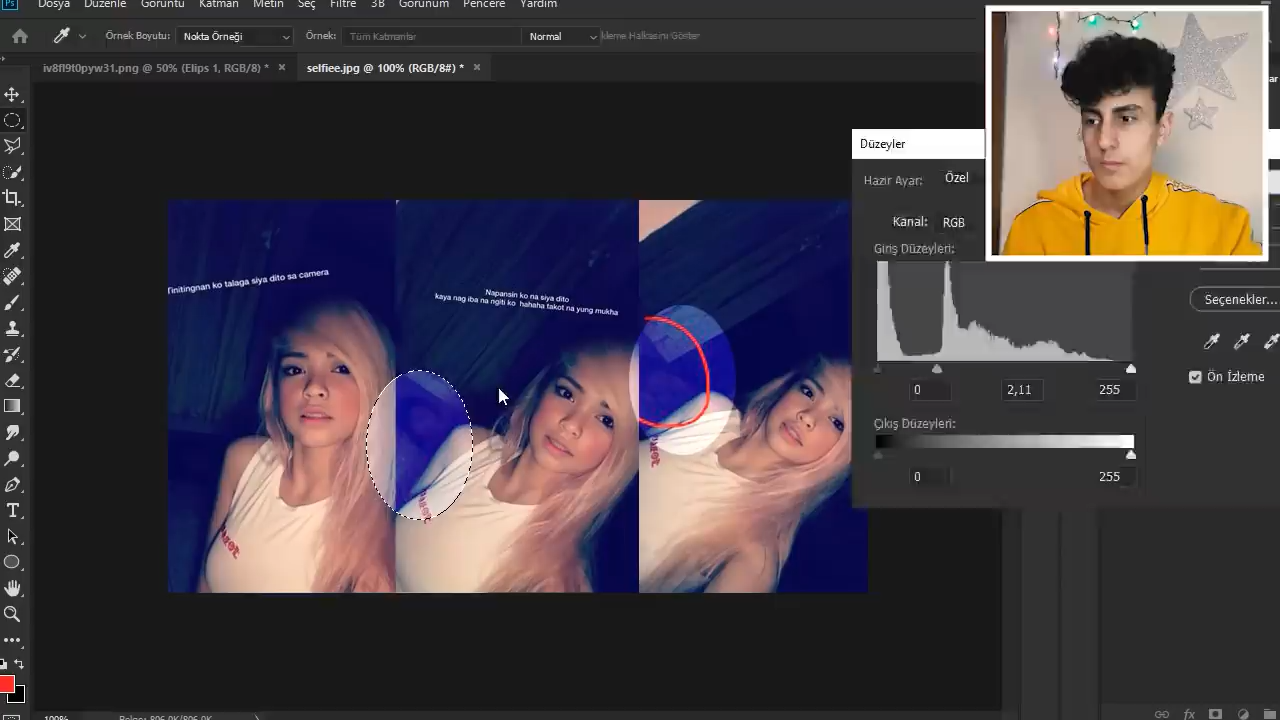 Dosya Düzenle Görüntü Katman Metin Seç Filtre 3B Görünüm Pencere Yardım
Örnek Boyutu: Nokta Örneği Örnek: Tüm Katmanlar Normal
iv8fl9t0pyw31.png @ 50% (Elips 1, RGB/8) * selfiee.jpg @ 100% (RGB/8#) *
Düzeyler
Hazır Ayar: Özel
Kanal: RGB
Giriş Düzeyleri:
Seçenekler...
Ön İzleme
0 2,11 255
Çıkış Düzeyleri:
0 255
Tinitingnan ko talaga siya dito sa camera
Napansin ko na siya dito
kaya nag iba na ngiti ko hahaha takot na yung mukha
100%